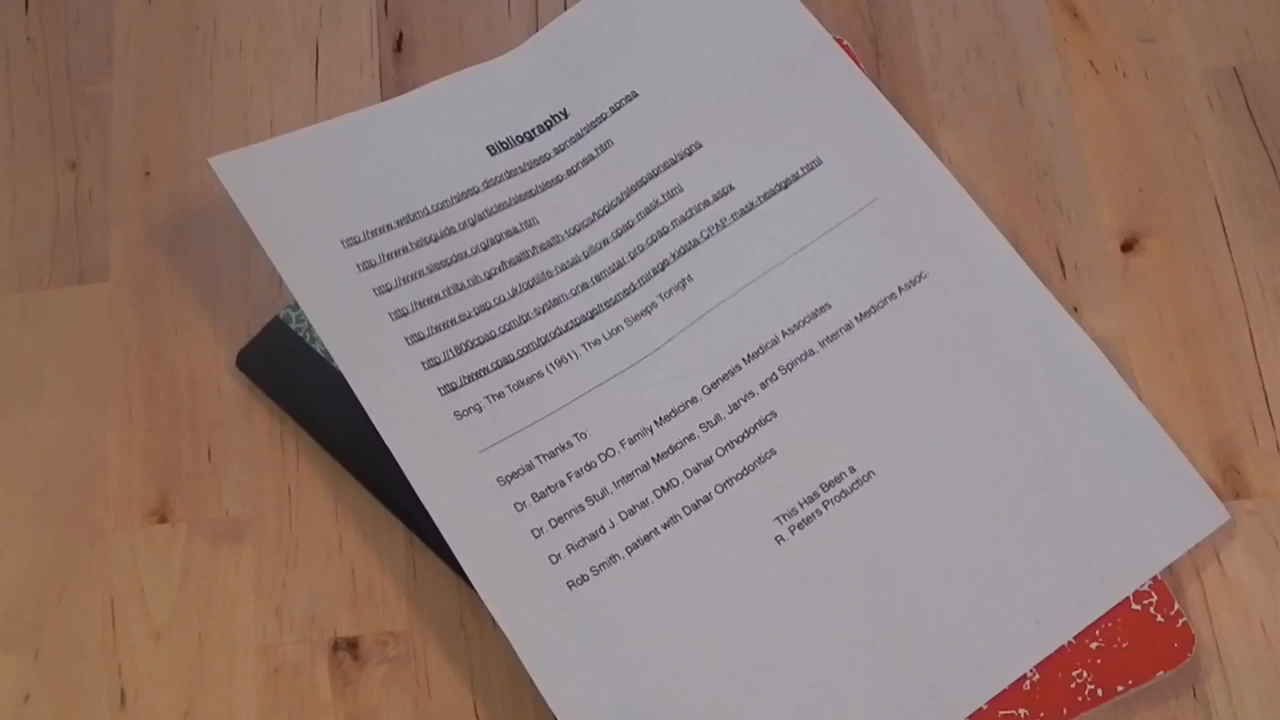 Bibliography
http://www.webmd.com/sleep-disorders/sleep-apnea/sleep-apnea
http://www.helpguide.org/articles/sleep/sleep-apnea.htm
http://www.sleepdex.org/apnea.htm
http://www.nhlbi.nih.gov/health/health-topics/topics/sleepapnea/signs
http://www.eu-pap.co.uk/optilife-nasal-pillow-cpap-mask.html
http://1800cpap.com/pr-system-one-remstar-pro-cpap-machine.aspx
http://www.cpap.com/productpage/resmed-mirage-kidsta-CPAP-mask-headgear.html
Song: The Tolkens (1961), The Lion Sleeps Tonight
Special Thanks To:
Dr. Barbra Fardo DO, Family Medicine, Genesis Medical Associates
Dr. Dennis Stull, Internal Medicine, Stull, Jarvis, and Spinola, Internal Medicine Assoc.
Dr. Richard J. Dahar, DMD, Dahar Orthodontics
Rob Smith, patient with Dahar Orthodontics
This Has Been a
R. Peters Production